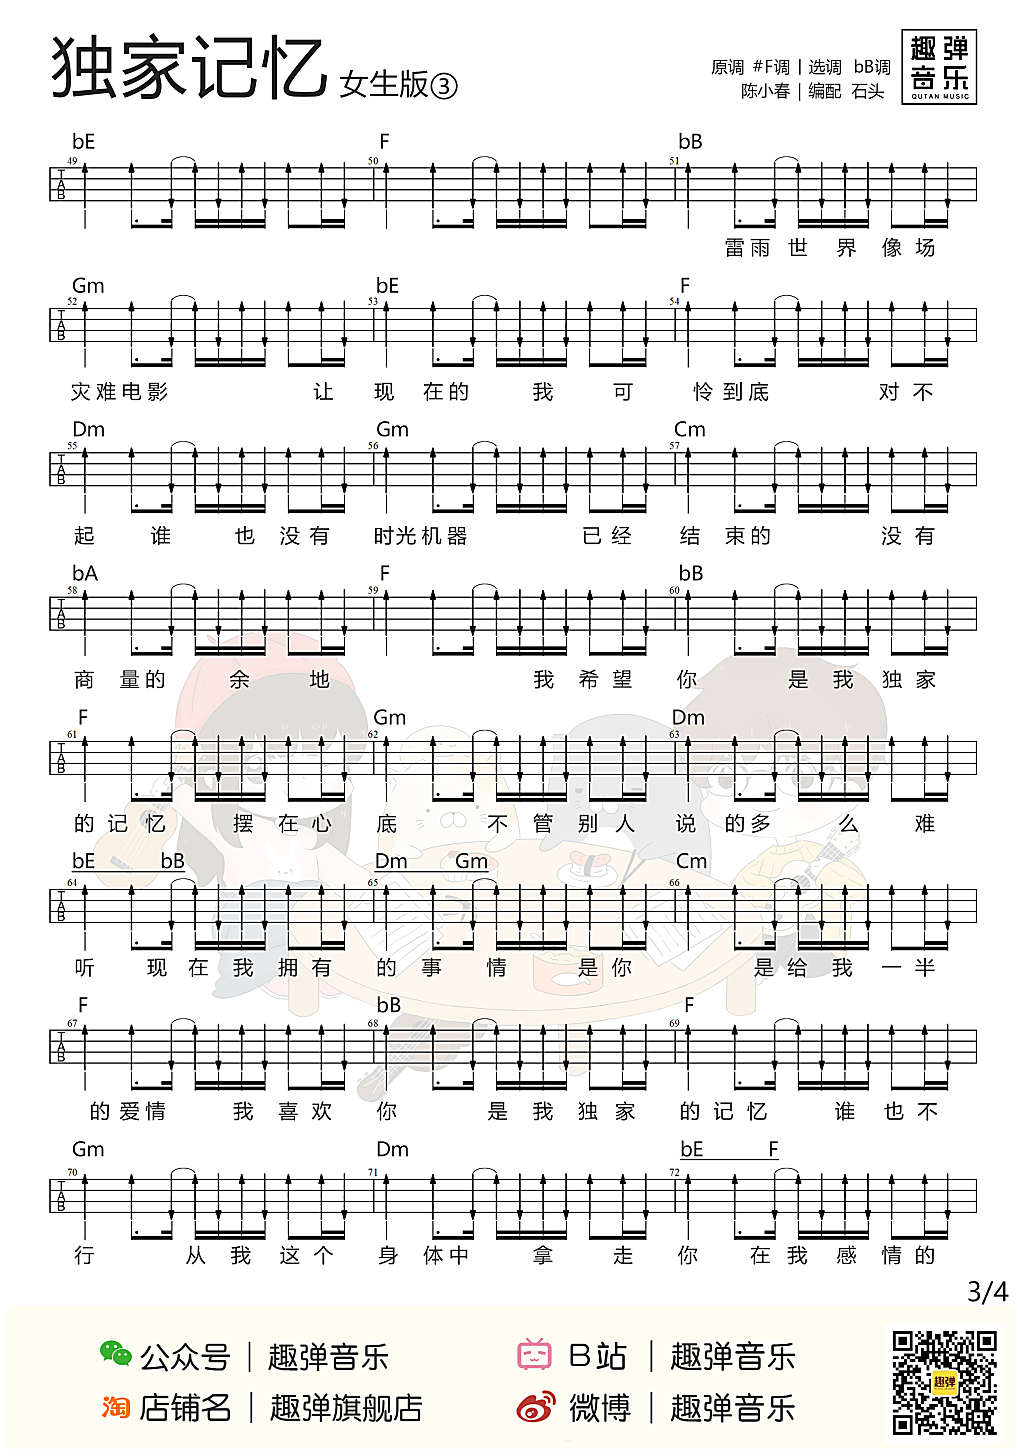 独家记忆 女生版③
原调 #F调 | 选调 bB调
陈小春 | 编配 石头
趣弹音乐
QUTAN MUSIC
bE F bB
49 50 51
TAB
雷雨世界像场
Gm bE F
52 53 54
TAB
灾难电影 让现在的我可怜到底 对不
Dm Gm Cm
55 56 57
TAB
起谁也没有时光机器 已经结束的 没有
bA F bB
58 59 60
TAB
商量的余地 我希望你是我独家
F Gm Dm
61 62 63
TAB
的记忆 摆在心底 不管别人说的多么难
bE bB Dm Gm Cm
64 65 66
TAB
听 现在我拥有的事情是你 是给我一半
F bB F
67 68 69
TAB
的爱情 我喜欢你 是我独家的记忆 谁也不
Gm Dm bE F
70 71 72
TAB
行 从我这个身体中拿走你 在我感情的
3/4
公众号 | 趣弹音乐
B站 | 趣弹音乐
淘 店铺名 | 趣弹旗舰店
微博 | 趣弹音乐
趣弹